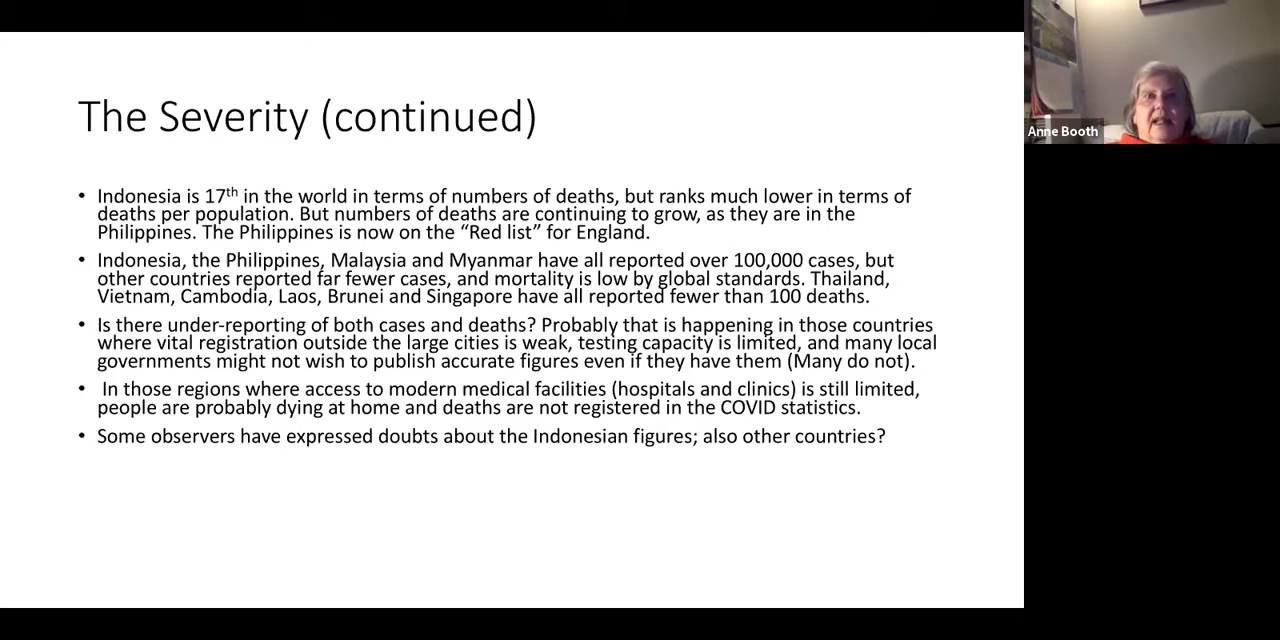 The Severity (continued)
• Indonesia is 17th in the world in terms of numbers of deaths, but ranks much lower in terms of
deaths per population. But numbers of deaths are continuing to grow, as they are in the
Philippines. The Philippines is now on the “Red list” for England.
• Indonesia, the Philippines, Malaysia and Myanmar have all reported over 100,000 cases, but
other countries reported far fewer cases, and mortality is low by global standards. Thailand,
Vietnam, Cambodia, Laos, Brunei and Singapore have all reported fewer than 100 deaths.
• Is there under-reporting of both cases and deaths? Probably that is happening in those countries
where vital registration outside the large cities is weak, testing capacity is limited, and many local
governments might not wish to publish accurate figures even if they have them (Many do not).
• In those regions where access to modern medical facilities (hospitals and clinics) is still limited,
people are probably dying at home and deaths are not registered in the COVID statistics.
• Some observers have expressed doubts about the Indonesian figures; also other countries?
Anne Booth